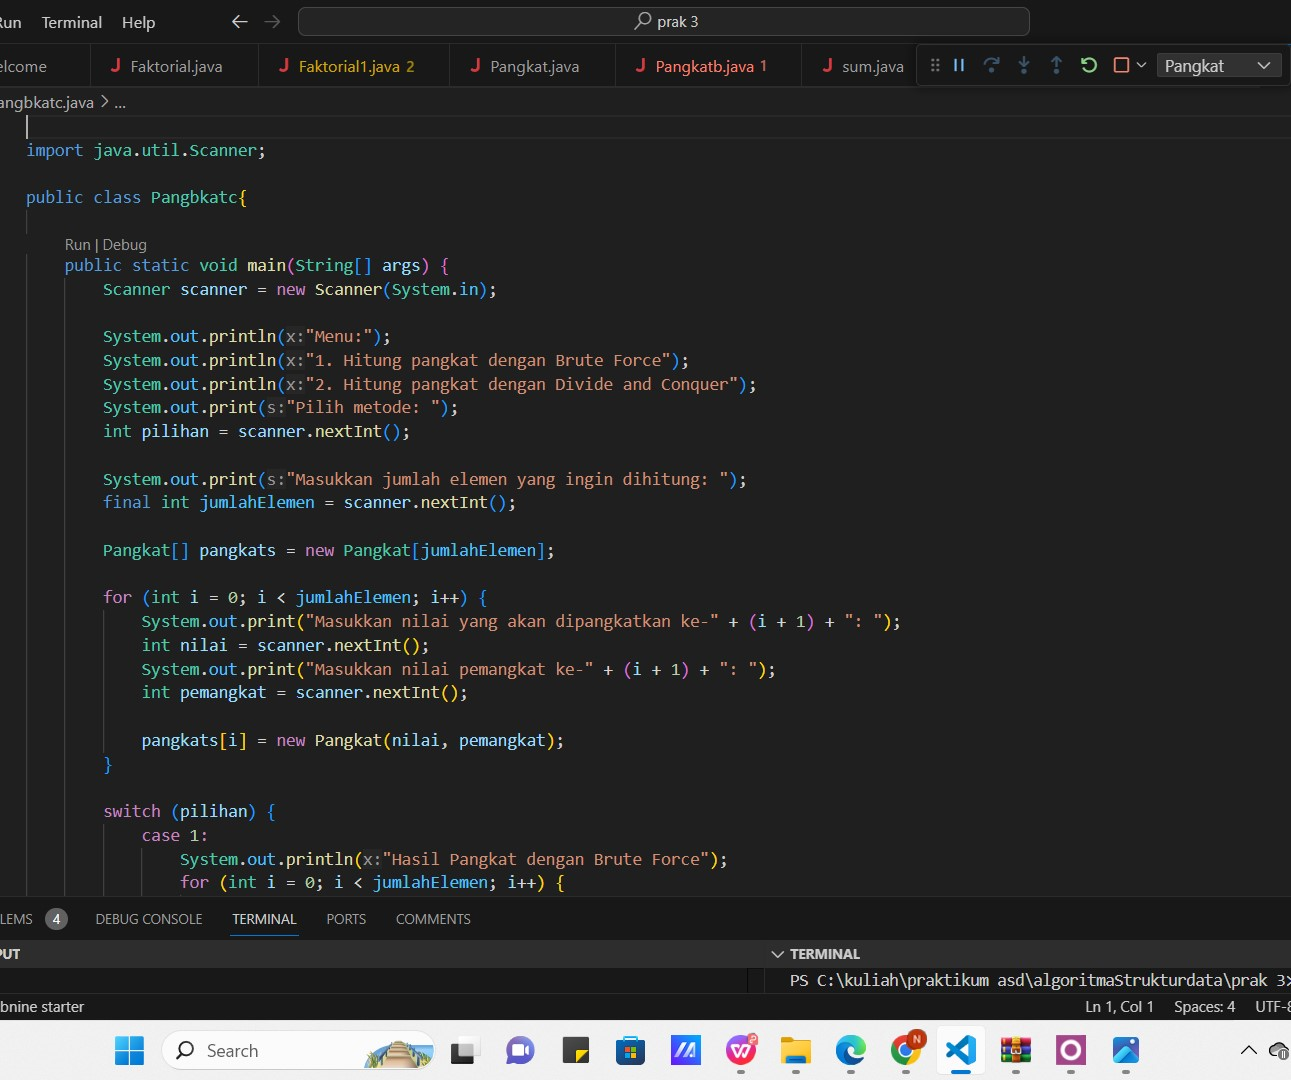 Run Terminal Help prak 3
elcome Faktorial.java Faktorial1.java 2 Pangkat.java Pangkatb.java 1 sum.java Pangkat
angbkatc.java > ...
import java.util.Scanner;
public class Pangbkatc{
Run | Debug
public static void main(String[] args) {
Scanner scanner = new Scanner(System.in);
System.out.println(x:"Menu:");
System.out.println(x:"1. Hitung pangkat dengan Brute Force");
System.out.println(x:"2. Hitung pangkat dengan Divide and Conquer");
System.out.print(s:"Pilih metode: ");
int pilihan = scanner.nextInt();
System.out.print(s:"Masukkan jumlah elemen yang ingin dihitung: ");
final int jumlahElemen = scanner.nextInt();
Pangkat[] pangkats = new Pangkat[jumlahElemen];
for (int i = 0; i < jumlahElemen; i++) {
System.out.print("Masukkan nilai yang akan dipangkatkan ke-" + (i + 1) + ": ");
int nilai = scanner.nextInt();
System.out.print("Masukkan nilai pemangkat ke-" + (i + 1) + ": ");
int pemangkat = scanner.nextInt();
pangkats[i] = new Pangkat(nilai, pemangkat);
}
switch (pilihan) {
case 1:
System.out.println(x:"Hasil Pangkat dengan Brute Force");
for (int i = 0; i < jumlahElemen; i++) {
LEMS 4 DEBUG CONSOLE TERMINAL PORTS COMMENTS
PUT TERMINAL
PS C:\kuliah\praktikum asd\algoritmaStrukturdata\prak 3>
bnine starter Ln 1, Col 1 Spaces: 4 UTF-8
Search